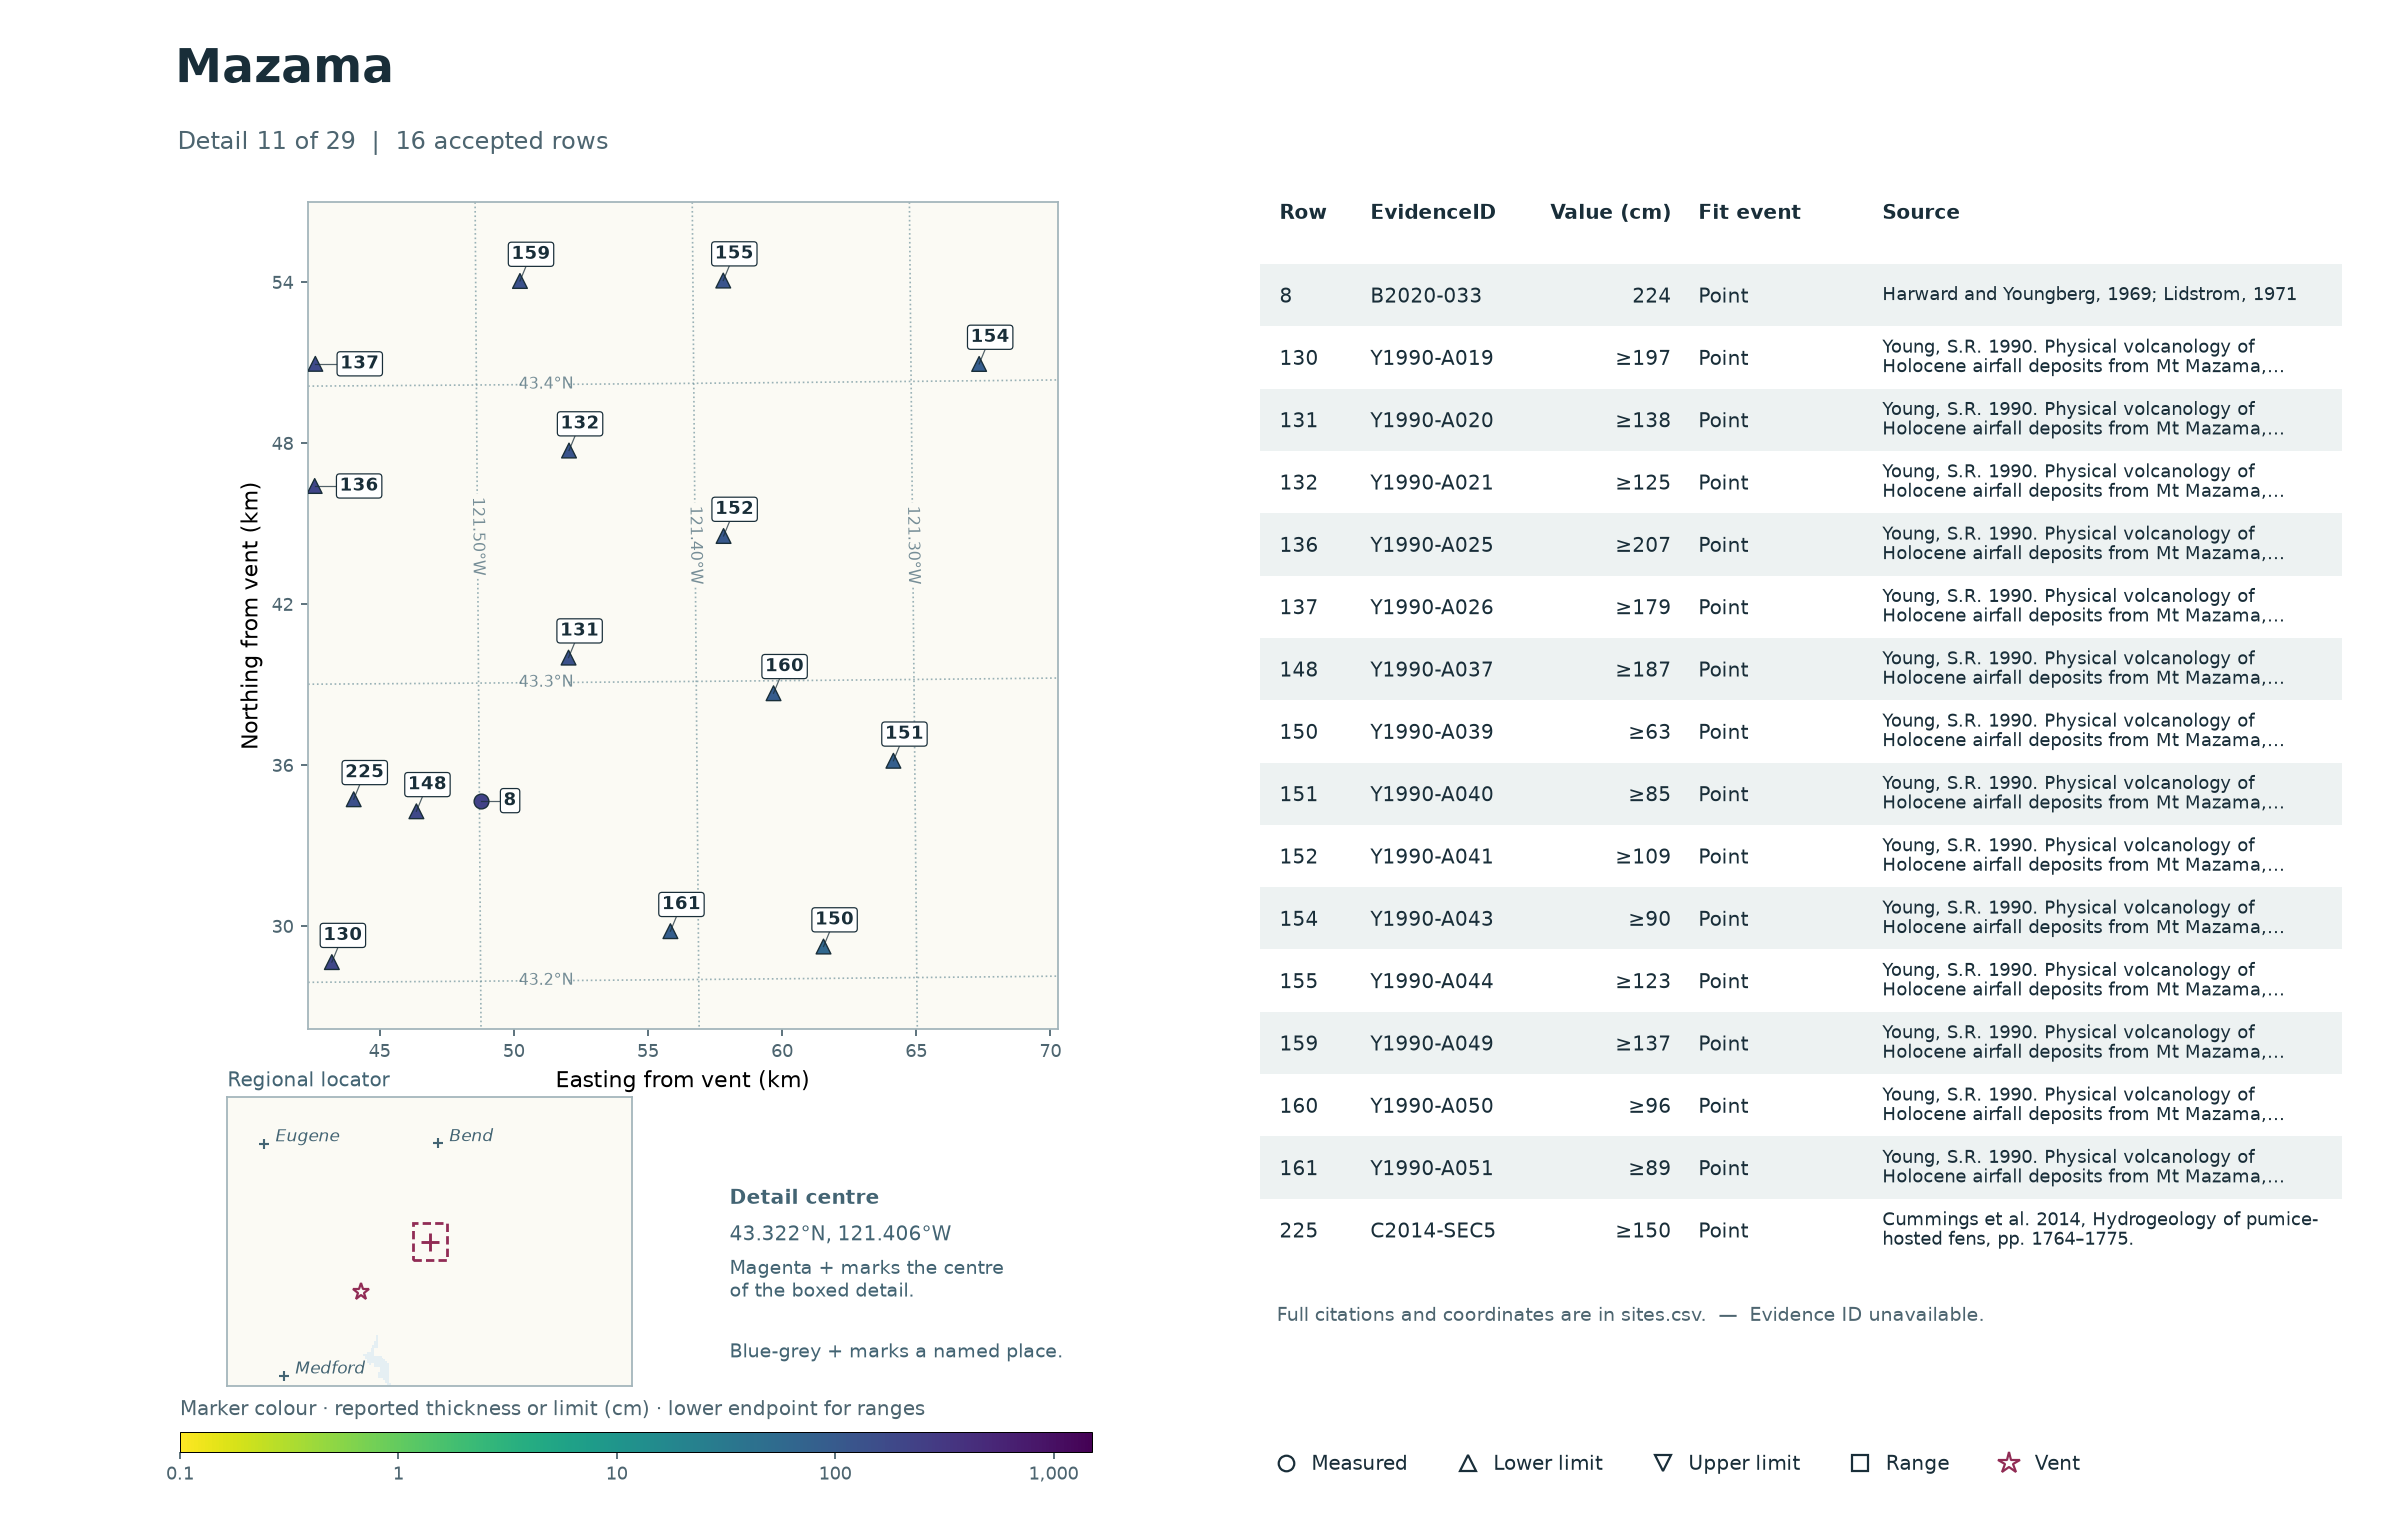 Mazama
Detail 11 of 29 | 16 accepted rows
159
155
154
137
43.4°N
132
136
152
121.50°W
121.40°W
121.30°W
131
160
43.3°N
151
225
148
8
161
150
130
43.2°N
54
48
42
36
30
Northing from vent (km)
45
50
55
60
65
70
Easting from vent (km)
Regional locator
Eugene
Bend
Medford
Detail centre
43.322°N, 121.406°W
Magenta + marks the centre
of the boxed detail.
Blue-grey + marks a named place.
Marker colour · reported thickness or limit (cm) · lower endpoint for ranges
0.1
1
10
100
1,000
Row EvidenceID Value (cm) Fit event Source
8 B2020-033 224 Point Harward and Youngberg, 1969; Lidstrom, 1971
130 Y1990-A019 ≥197 Point Young, S.R. 1990. Physical volcanology of
Holocene airfall deposits from Mt Mazama,...
131 Y1990-A020 ≥138 Point Young, S.R. 1990. Physical volcanology of
Holocene airfall deposits from Mt Mazama,...
132 Y1990-A021 ≥125 Point Young, S.R. 1990. Physical volcanology of
Holocene airfall deposits from Mt Mazama,...
136 Y1990-A025 ≥207 Point Young, S.R. 1990. Physical volcanology of
Holocene airfall deposits from Mt Mazama,...
137 Y1990-A026 ≥179 Point Young, S.R. 1990. Physical volcanology of
Holocene airfall deposits from Mt Mazama,...
148 Y1990-A037 ≥187 Point Young, S.R. 1990. Physical volcanology of
Holocene airfall deposits from Mt Mazama,...
150 Y1990-A039 ≥63 Point Young, S.R. 1990. Physical volcanology of
Holocene airfall deposits from Mt Mazama,...
151 Y1990-A040 ≥85 Point Young, S.R. 1990. Physical volcanology of
Holocene airfall deposits from Mt Mazama,...
152 Y1990-A041 ≥109 Point Young, S.R. 1990. Physical volcanology of
Holocene airfall deposits from Mt Mazama,...
154 Y1990-A043 ≥90 Point Young, S.R. 1990. Physical volcanology of
Holocene airfall deposits from Mt Mazama,...
155 Y1990-A044 ≥123 Point Young, S.R. 1990. Physical volcanology of
Holocene airfall deposits from Mt Mazama,...
159 Y1990-A049 ≥137 Point Young, S.R. 1990. Physical volcanology of
Holocene airfall deposits from Mt Mazama,...
160 Y1990-A050 ≥96 Point Young, S.R. 1990. Physical volcanology of
Holocene airfall deposits from Mt Mazama,...
161 Y1990-A051 ≥89 Point Young, S.R. 1990. Physical volcanology of
Holocene airfall deposits from Mt Mazama,...
225 C2014-SEC5 ≥150 Point Cummings et al. 2014, Hydrogeology of pumice-
hosted fens, pp. 1764–1775.
Full citations and coordinates are in sites.csv. — Evidence ID unavailable.
Measured
Lower limit
Upper limit
Range
Vent